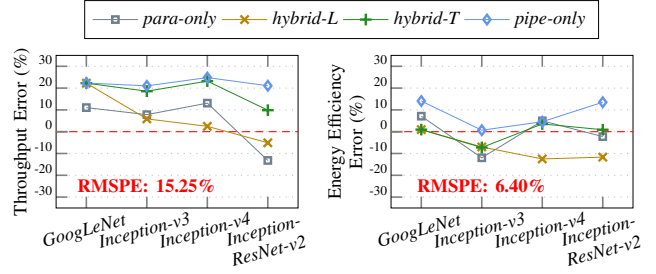 para-only hybrid-L hybrid-T pipe-only
Throughput Error (%)
30
20
10
0
-10
-20
-30
RMSPE: 15.25%
GoogLeNet
Inception-v3
Inception-v4
Inception-
ResNet-v2
Energy Efficiency
Error (%)
30
20
10
0
-10
-20
-30
RMSPE: 6.40%
GoogLeNet
Inception-v3
Inception-v4
Inception-
ResNet-v2